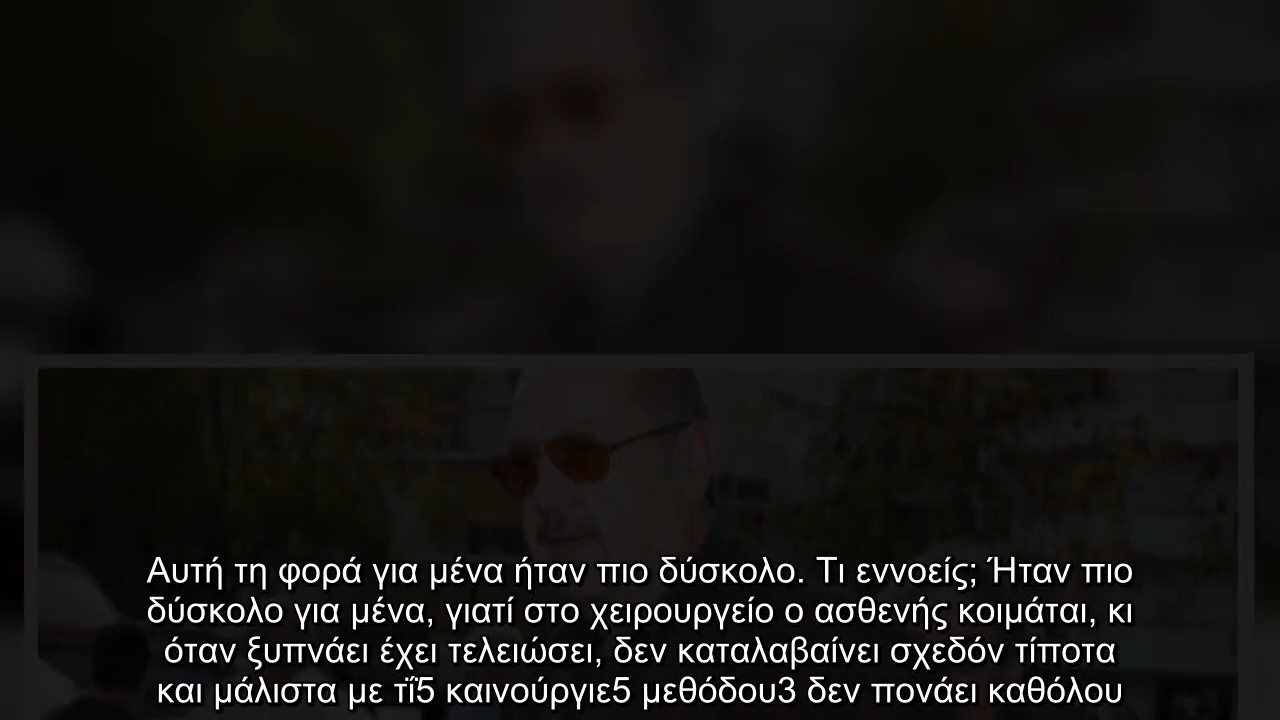 Αυτή τη φορά για μένα ήταν πιο δύσκολο. Τι εννοείς; Ήταν πιο
δύσκολο για μένα, γιατί στο χειρουργείο ο ασθενής κοιμάται, κι
όταν ξυπνάει έχει τελειώσει, δεν καταλαβαίνει σχεδόν τίποτα
και μάλιστα με τΐ5 καινούργιε5 μεθόδου3 δεν πονάει καθόλου